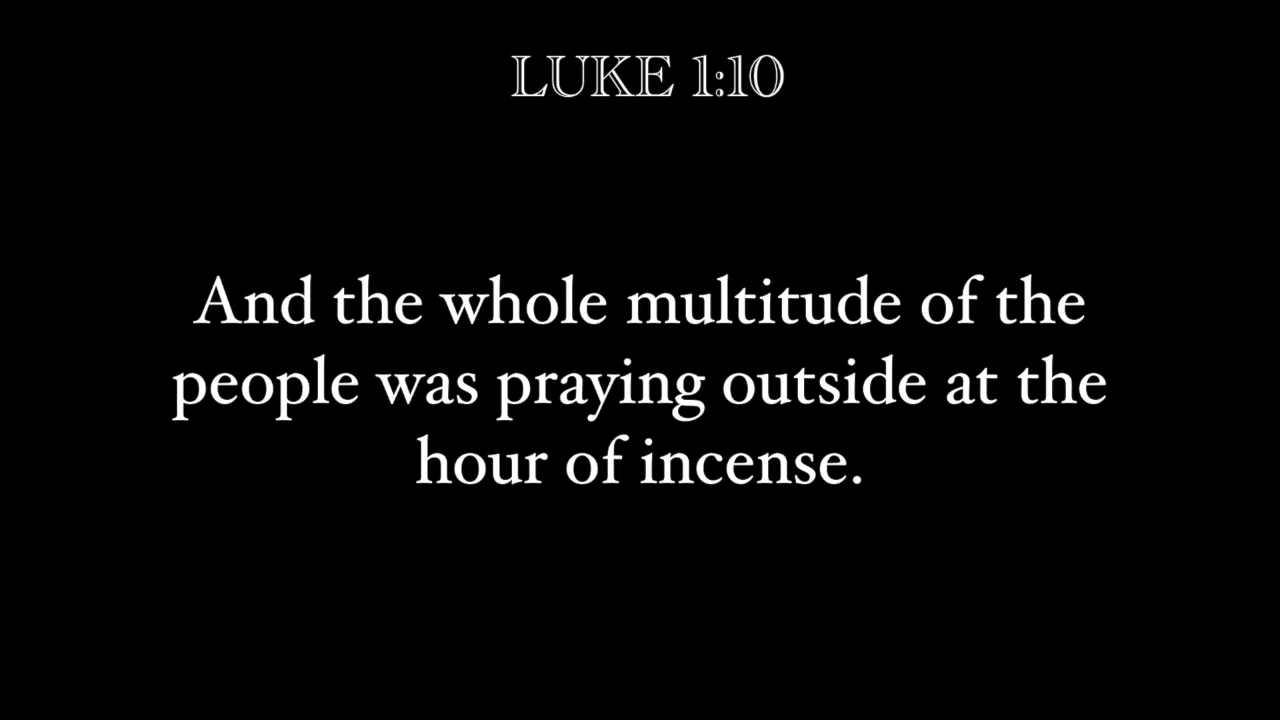 LUKE 1:10
And the whole multitude of the
people was praying outside at the
hour of incense.